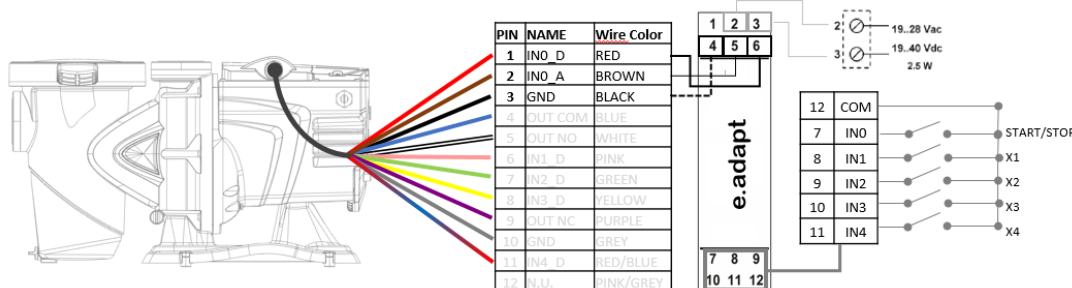 PIN NAME Wire Color
1 IN0_D RED
2 IN0_A BROWN
3 GND BLACK
4 OUT COM BLUE
5 OUT NO WHITE
6 IN1_D PINK
7 IN2_D GREEN
8 IN3_D YELLOW
9 OUT NC PURPLE
10 GND GREY
11 IN4_D RED/BLUE
12 N.U. PINK/GREY
1 2 3
4 5 6
e.adapt
7 8 9
10 11 12
2
3
19..28 Vac
19..40 Vdc
2.5 W
12 COM
7 IN0 START/STOP
8 IN1 X1
9 IN2 X2
10 IN3 X3
11 IN4 X4